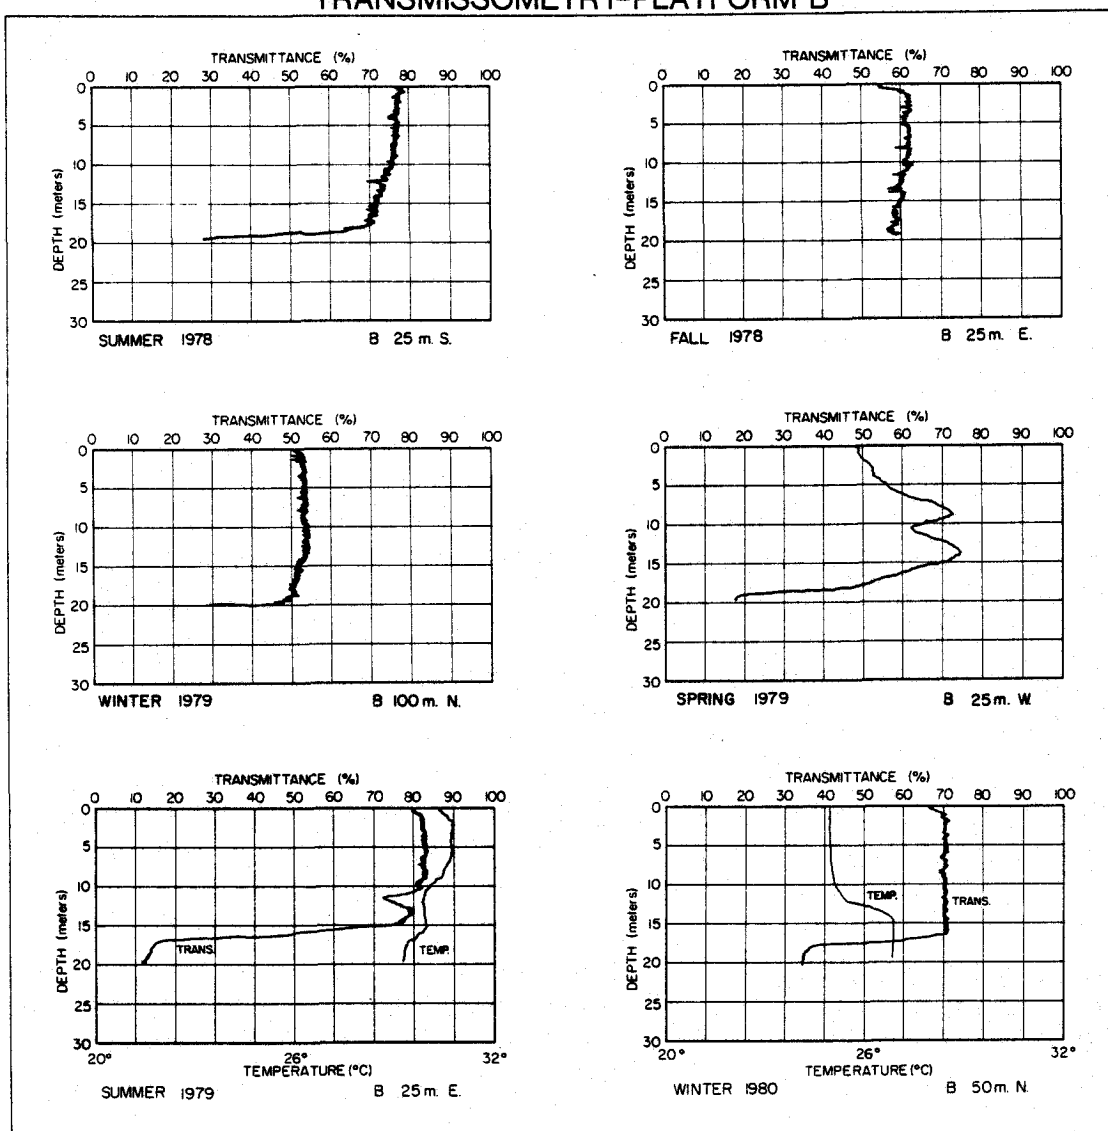 TRANSMISSOMETRY-PLATFORM B
TRANSMITTANCE (%)
0 10 20 30 40 50 60 70 80 90 100
DEPTH (meters)
0
5
10
15
20
25
30
SUMMER 1978 B 25 m. S.
TRANSMITTANCE (%)
0 10 20 30 40 50 60 70 80 90 100
DEPTH (meters)
0
5
10
15
20
25
30
FALL 1978 B 25 m. E.
TRANSMITTANCE (%)
0 10 20 30 40 50 60 70 80 90 100
DEPTH (meters)
0
5
10
15
20
25
30
WINTER 1979 B 100 m. N.
TRANSMITTANCE (%)
0 10 20 30 40 50 60 70 80 90 100
DEPTH (meters)
0
5
10
15
20
25
30
SPRING 1979 B 25 m. W.
TRANSMITTANCE (%)
0 10 20 30 40 50 60 70 80 90 100
DEPTH (meters)
0
5
10
15
20
25
30
TRANS.
TEMP.
20° 26° 32°
TEMPERATURE (°C)
SUMMER 1979 B 25 m. E.
TRANSMITTANCE (%)
0 10 20 30 40 50 60 70 80 90 100
DEPTH (meters)
0
5
10
15
20
25
30
TEMP.
TRANS.
20° 26° 32°
TEMPERATURE (°C)
WINTER 1980 B 50 m. N.